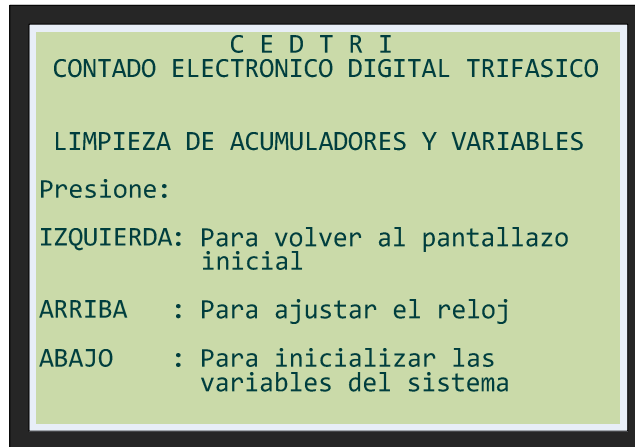 C E D T R I
CONTADO ELECTRONICO DIGITAL TRIFASICO
LIMPIEZA DE ACUMULADORES Y VARIABLES
Presione:
IZQUIERDA: Para volver al pantallazo
inicial
ARRIBA : Para ajustar el reloj
ABAJO : Para inicializar las
variables del sistema